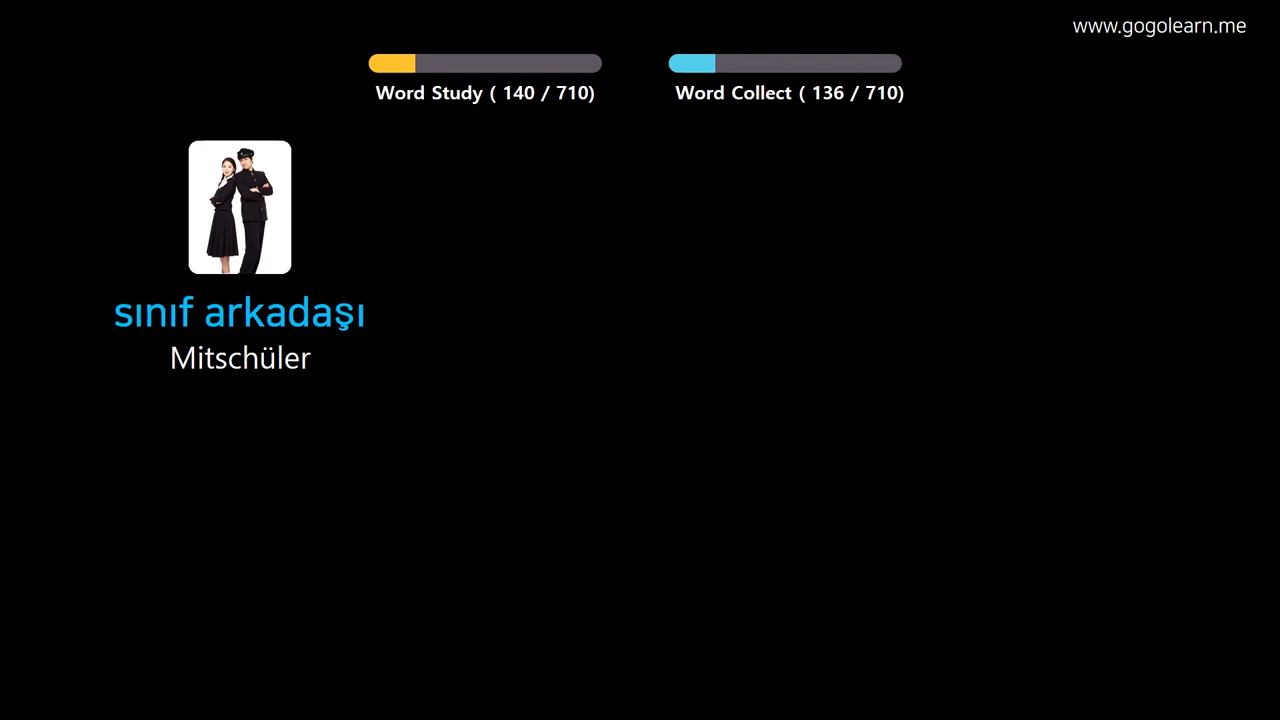 www.gogolearn.me
Word Study ( 140 / 710)
Word Collect ( 136 / 710)
sınıf arkadaşı
Mitschüler